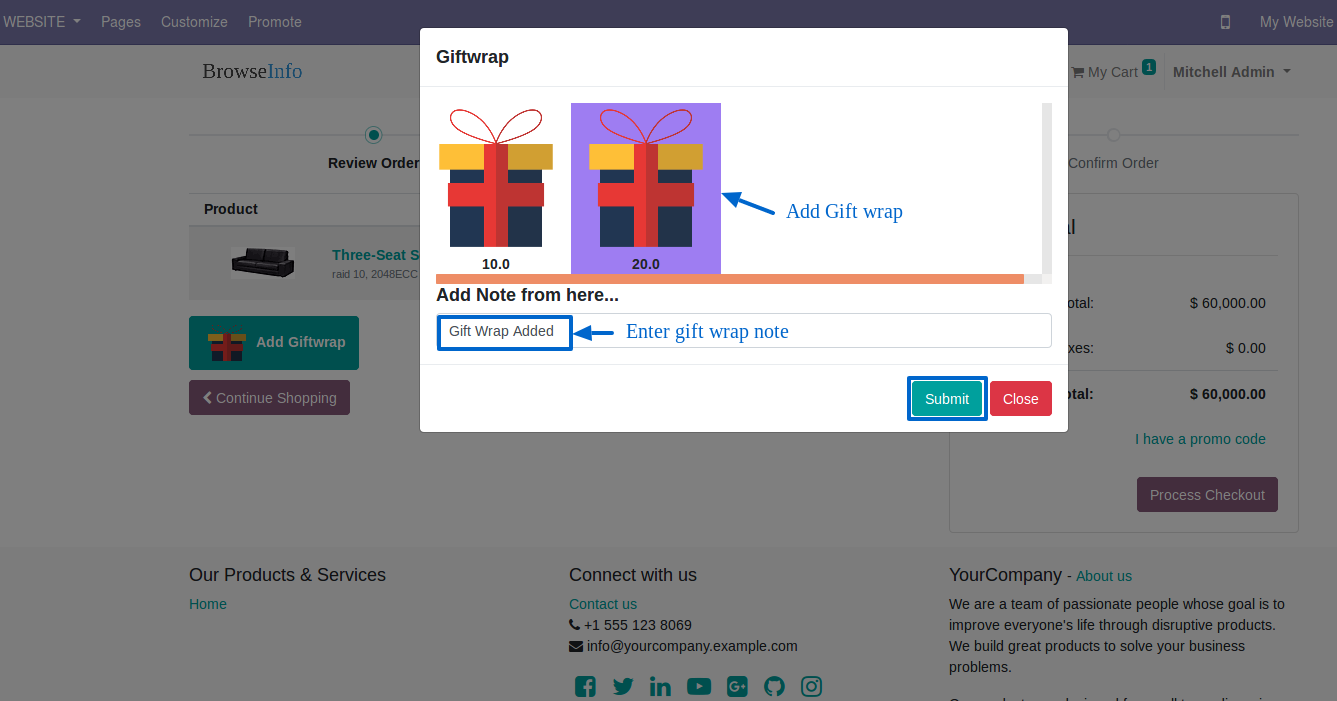 WEBSITE Pages Customize Promote My Website
Giftwrap
BrowseInfo My Cart 1 Mitchell Admin
Review Order Confirm Order
Product
Add Gift wrap
Three-Seat S
raid 10, 2048ECC
10.0 20.0
Add Note from here...
otal: $ 60,000.00
Gift Wrap Added Enter gift wrap note
Add Giftwrap
xes: $ 0.00
Continue Shopping
Submit Close
otal: $ 60,000.00
I have a promo code
Process Checkout
Our Products & Services
Home
Connect with us
Contact us
+1 555 123 8069
info@yourcompany.example.com
YourCompany - About us
We are a team of passionate people whose goal is to
improve everyone's life through disruptive products.
We build great products to solve your business
problems.